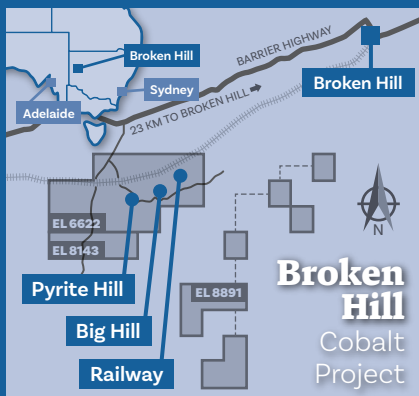 Broken Hill
Sydney
Adelaide
BARRIER HIGHWAY
Broken Hill
23 KM TO BROKEN HILL
EL 6622
EL 8143
EL 8891
N
Pyrite Hill
Big Hill
Railway
Broken
Hill
Cobalt
Project